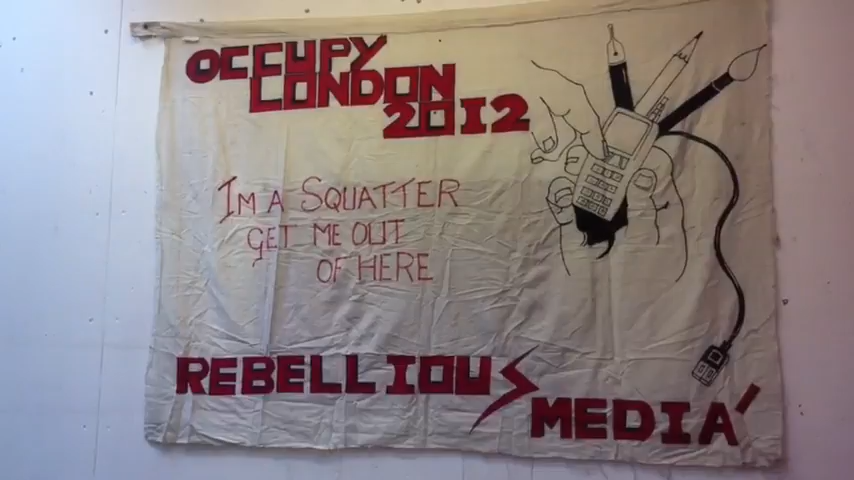 OCCUPY
LONDON
2012
I'M A SQUATTER
GET ME OUT
OF HERE
REBELLIOUS
MEDIA'